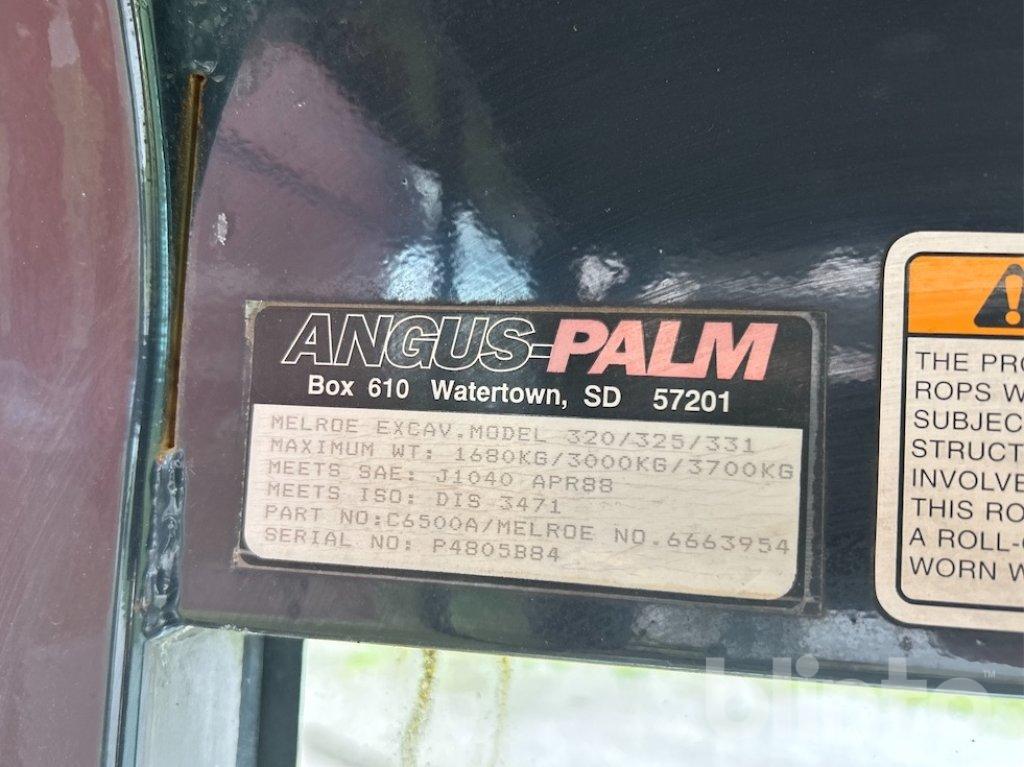 ANGUS-PALM
Box 610 Watertown, SD 57201
MELROE EXCAV.MODEL 320/325/331
MAXIMUM WT: 1680KG/3000KG/3700KG
MEETS SAE: J1040 APR88
MEETS ISO: DIS 3471
PART NO:C6500A/MELROE NO.6663954
SERIAL NO: P4805B84
THE PRO
ROPS W
SUBJEC
STRUCT
INVOLVE
THIS RO
A ROLL-
WORN W
blinto™